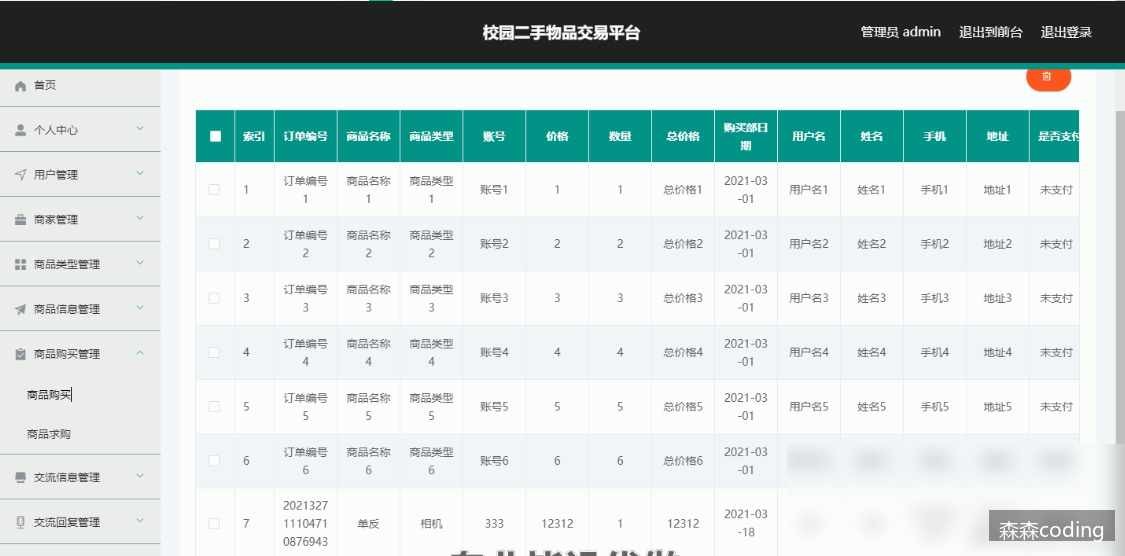 校园二手物品交易平台
管理员 admin 退出到前台 退出登录
首页
个人中心
用户管理
商家管理
商品类型管理
商品信息管理
商品购买管理
商品购买
商品求购
交流信息管理
交流回复管理
索引 订单编号 商品名称 商品类型 账号 价格 数量 总价格 购买部日 用户名 姓名 手机 地址 是否支付
期
1 订单编号 商品名称 商品类型 账号1 1 1 总价格1 2021-03 用户名1 姓名1 手机1 地址1 未支付
1 1 1 -01
2 订单编号 商品名称 商品类型 账号2 2 2 总价格2 2021-03 用户名2 姓名2 手机2 地址2 未支付
2 2 2 -01
3 订单编号 商品名称 商品类型 账号3 3 3 总价格3 2021-03 用户名3 姓名3 手机3 地址3 未支付
3 3 3 -01
4 订单编号 商品名称 商品类型 账号4 4 4 总价格4 2021-03 用户名4 姓名4 手机4 地址4 未支付
4 4 4 -01
5 订单编号 商品名称 商品类型 账号5 5 5 总价格5 2021-03 用户名5 姓名5 手机5 地址5 未支付
5 5 5 -01
6 订单编号 商品名称 商品类型 账号6 6 6 总价格6 2021-03
6 6 6 -01
2021327
7 1110471 单反 相机 333 12312 1 12312 2021-03
0876943 -18
森森coding